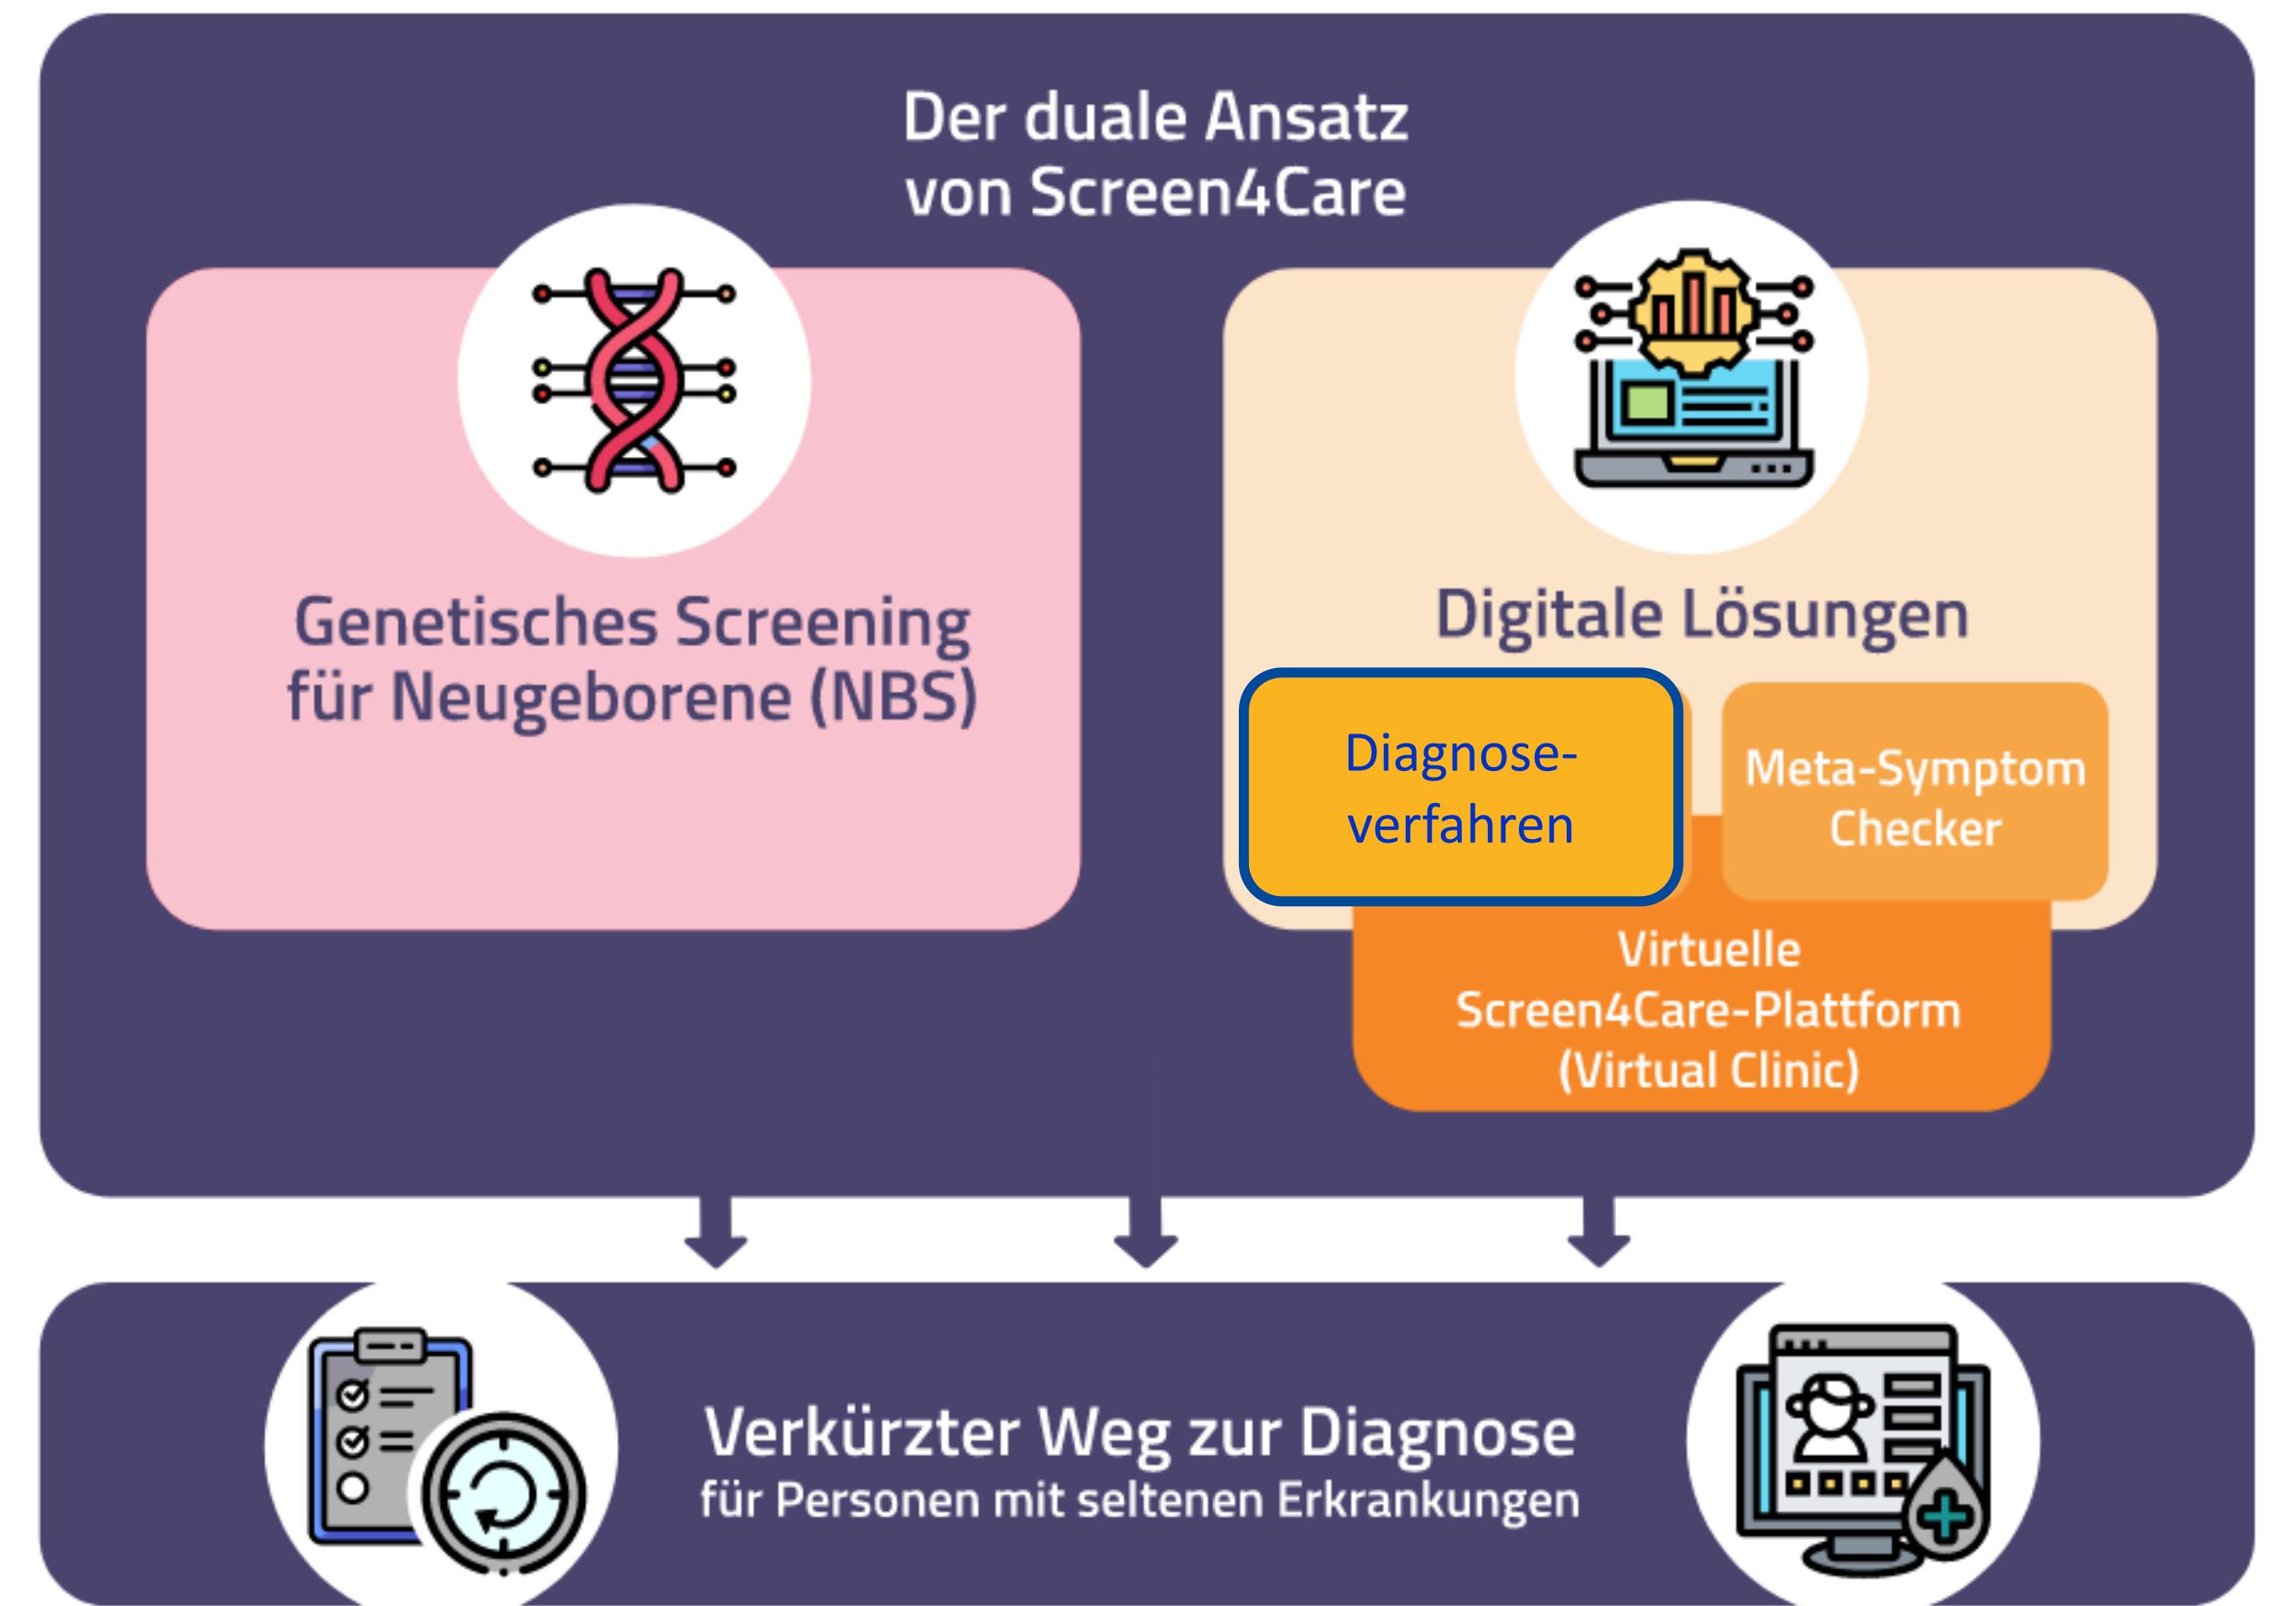 Der duale Ansatz
von Screen4Care
Genetisches Screening
für Neugeborene (NBS)
Digitale Lösungen
Diagnose-
verfahren
Meta-Symptom
Checker
Virtuelle
Screen4Care-Plattform
(Virtual Clinic)
Verkürzter Weg zur Diagnose
für Personen mit seltenen Erkrankungen